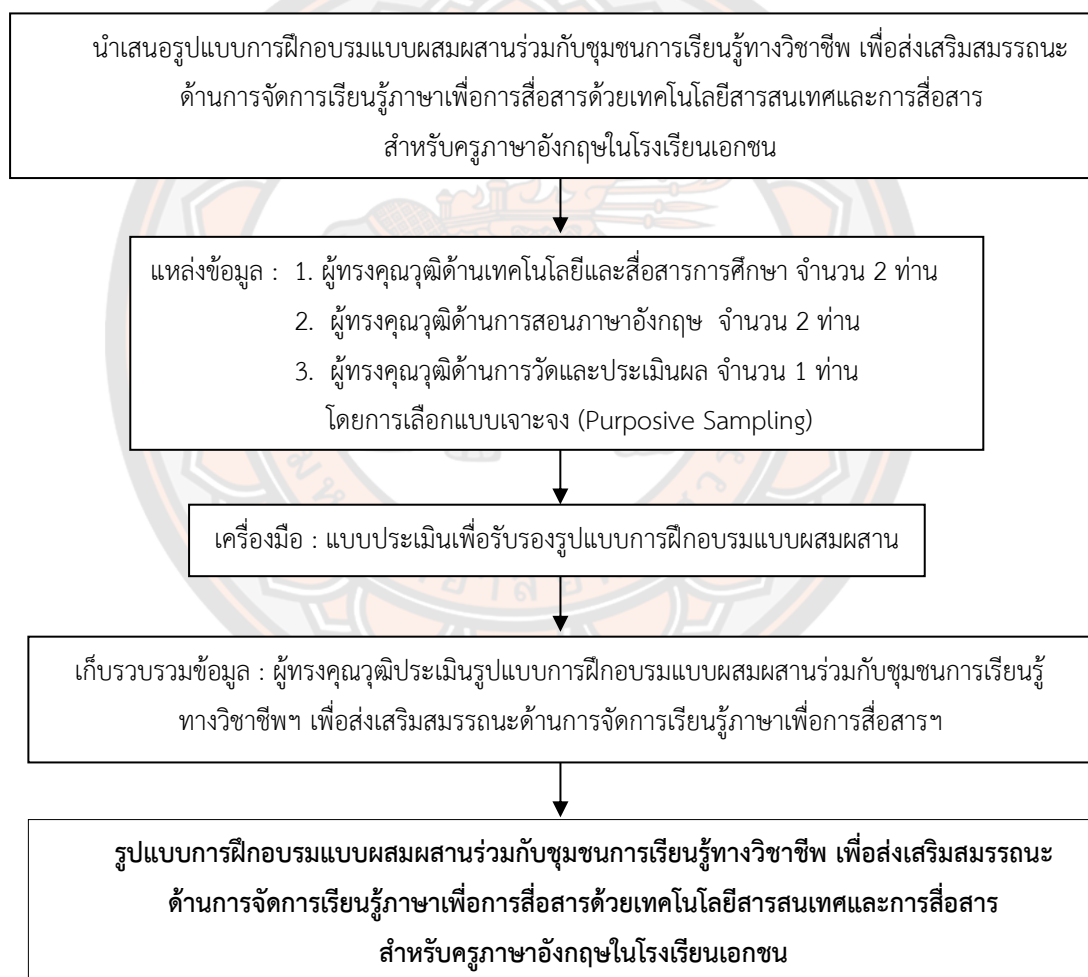 นำเสนอรูปแบบการฝึกอบรมแบบผสมผสานร่วมกับชุมชนการเรียนรู้ทางวิชาชีพ เพื่อส่งเสริมสมรรถนะ
ด้านการจัดการเรียนรู้ภาษาเพื่อการสื่อสารด้วยเทคโนโลยีสารสนเทศและการสื่อสาร
สำหรับครูภาษาอังกฤษในโรงเรียนเอกชน
แหล่งข้อมูล : 1. ผู้ทรงคุณวุฒิด้านเทคโนโลยีและสื่อสารการศึกษา จำนวน 2 ท่าน
2. ผู้ทรงคุณวุฒิด้านการสอนภาษาอังกฤษ จำนวน 2 ท่าน
3. ผู้ทรงคุณวุฒิด้านการวัดและประเมินผล จำนวน 1 ท่าน
โดยการเลือกแบบเจาะจง (Purposive Sampling)
เครื่องมือ : แบบประเมินเพื่อรับรองรูปแบบการฝึกอบรมแบบผสมผสาน
เก็บรวบรวมข้อมูล : ผู้ทรงคุณวุฒิประเมินรูปแบบการฝึกอบรมแบบผสมผสานร่วมกับชุมชนการเรียนรู้
ทางวิชาชีพฯ เพื่อส่งเสริมสมรรถนะด้านการจัดการเรียนรู้ภาษาเพื่อการสื่อสารฯ
รูปแบบการฝึกอบรมแบบผสมผสานร่วมกับชุมชนการเรียนรู้ทางวิชาชีพ เพื่อส่งเสริมสมรรถนะ
ด้านการจัดการเรียนรู้ภาษาเพื่อการสื่อสารด้วยเทคโนโลยีสารสนเทศและการสื่อสาร
สำหรับครูภาษาอังกฤษในโรงเรียนเอกชน